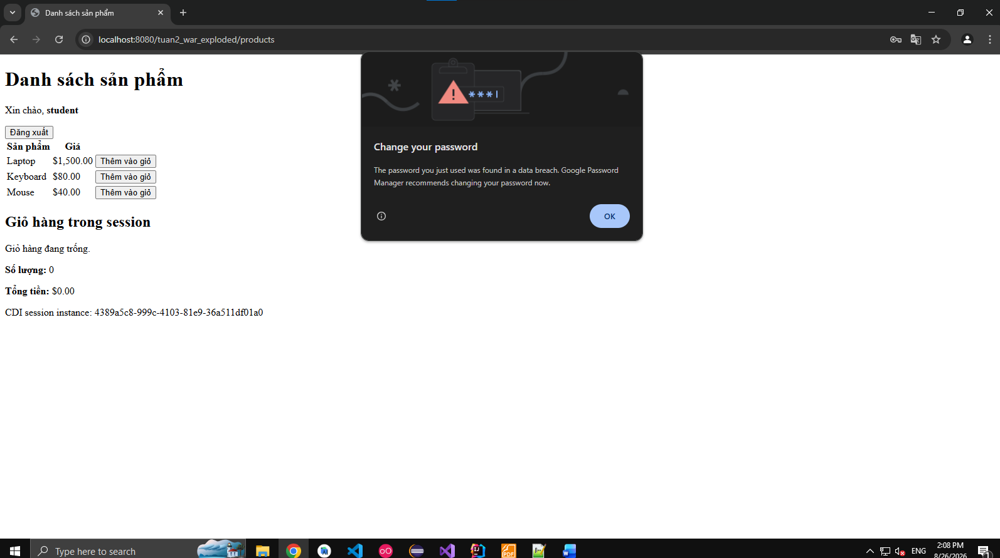 Danh sách sản phẩm
localhost:8080/tuan2_war_exploded/products
Danh sách sản phẩm
Xin chào, student
Đăng xuất
Sản phẩm Giá
Laptop $1,500.00 Thêm vào giỏ
Keyboard $80.00 Thêm vào giỏ
Mouse $40.00 Thêm vào giỏ
Giỏ hàng trong session
Giỏ hàng đang trống.
Số lượng: 0
Tổng tiền: $0.00
CDI session instance: 4389a5c8-999c-4103-81e9-36a511df01a0
***
Change your password
The password you just used was found in a data breach. Google Password
Manager recommends changing your password now.
OK
Type here to search
ENG
2:08 PM
8/26/2026